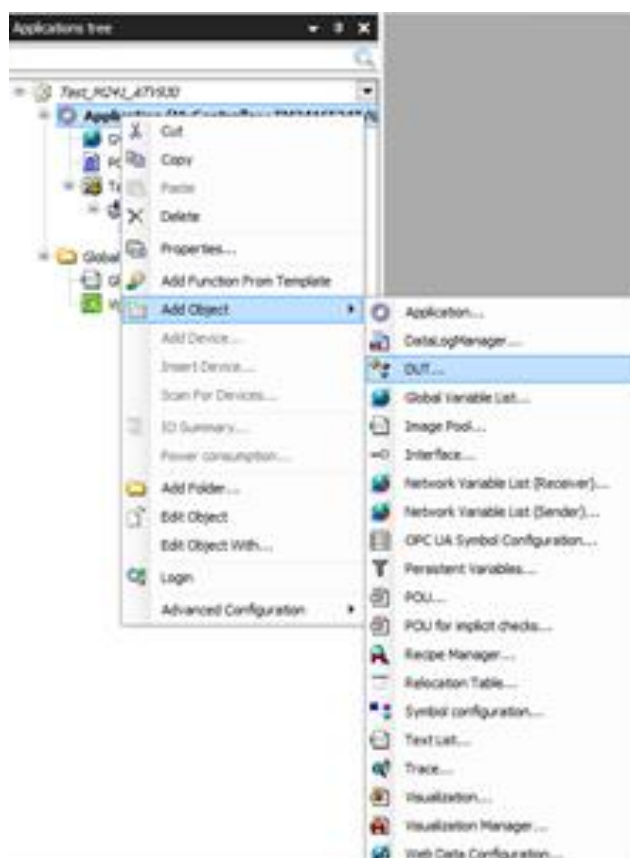 Applications tree
Test_M241_ATV930
Cut
Copy
Paste
Delete
Properties...
Global
Add Function From Template
Add Object
Add Device...
Insert Device...
Scan For Devices...
IO Summary...
Power consumption...
Add Folder...
Edit Object
Edit Object With...
Login
Advanced Configuration
Application...
DataLogManager...
DUT...
Global Variable List...
Image Pool...
Interface...
Network Variable List (Receiver)...
Network Variable List (Sender)...
OPC UA Symbol Configuration...
Persistent Variables...
POU...
POU for implicit checks...
Recipe Manager...
Relocation Table...
Symbol configuration...
Text List...
Trace...
Visualization...
Visualization Manager...
Web Data Configuration...